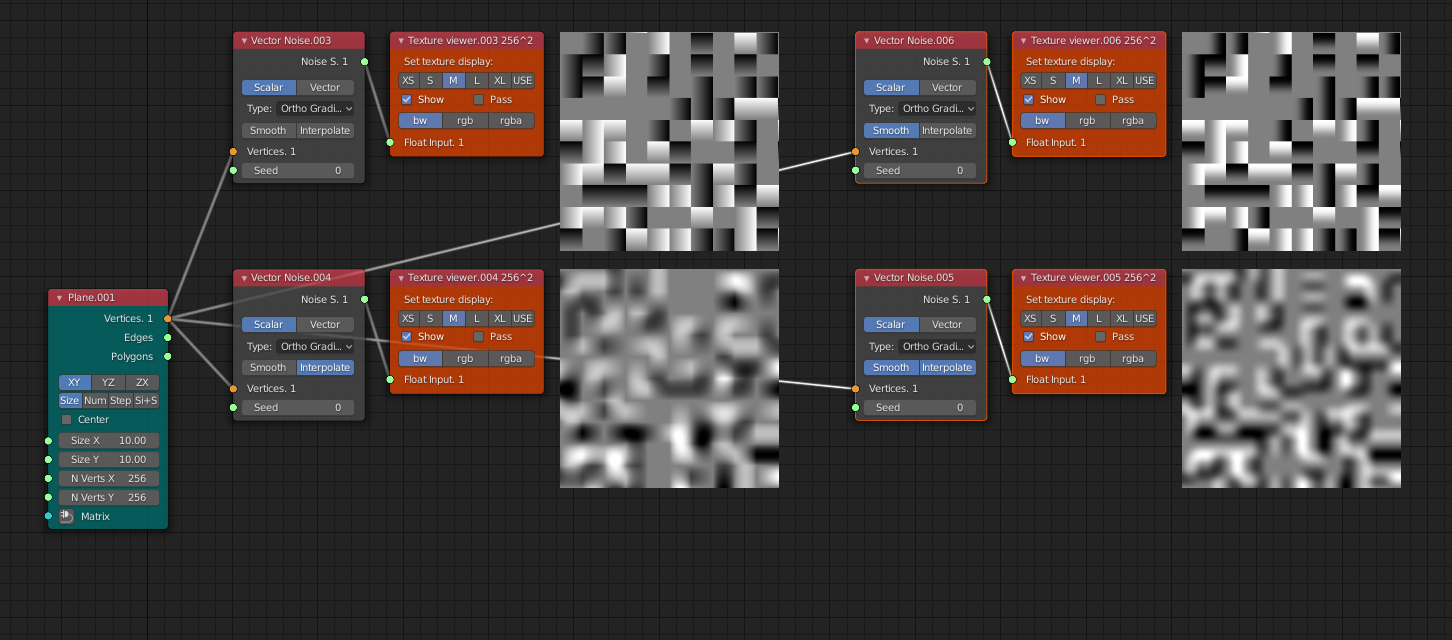 Vector Noise.003
Noise S. 1
Scalar Vector
Type: Ortho Gradi...
Smooth Interpolate
Vertices. 1
Seed 0
Texture viewer.003 256^2
Set texture display:
XS S M L XL USE
Show Pass
bw rgb rgba
Float Input. 1
Vector Noise.006
Noise S. 1
Scalar Vector
Type: Ortho Gradi...
Smooth Interpolate
Vertices. 1
Seed 0
Texture viewer.006 256^2
Set texture display:
XS S M L XL USE
Show Pass
bw rgb rgba
Float Input. 1
Plane.001
Vertices. 1
Edges
Polygons
XY YZ ZX
Size Num Step Si+S
Center
Size X 10.00
Size Y 10.00
N Verts X 256
N Verts Y 256
Matrix
Vector Noise.004
Noise S. 1
Scalar Vector
Type: Ortho Gradi...
Smooth Interpolate
Vertices. 1
Seed 0
Texture viewer.004 256^2
Set texture display:
XS S M L XL USE
Show Pass
bw rgb rgba
Float Input. 1
Vector Noise.005
Noise S. 1
Scalar Vector
Type: Ortho Gradi...
Smooth Interpolate
Vertices. 1
Seed 0
Texture viewer.005 256^2
Set texture display:
XS S M L XL USE
Show Pass
bw rgb rgba
Float Input. 1